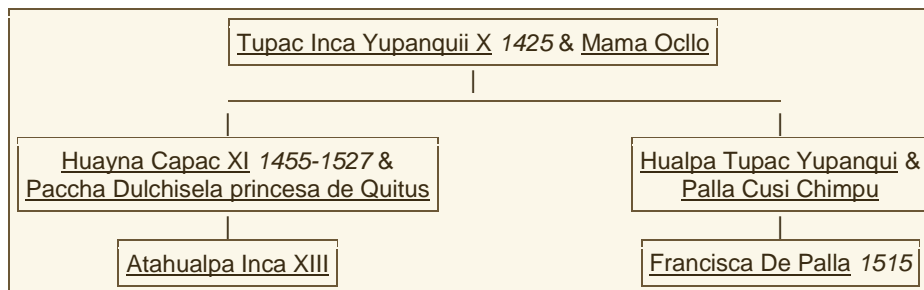 Tupac Inca Yupanquii X 1425 & Mama Ocllo
Huayna Capac XI 1455-1527 &
Paccha Dulchisela princesa de Quitus
Hualpa Tupac Yupanqui &
Palla Cusi Chimpu
Atahualpa Inca XIII
Francisca De Palla 1515